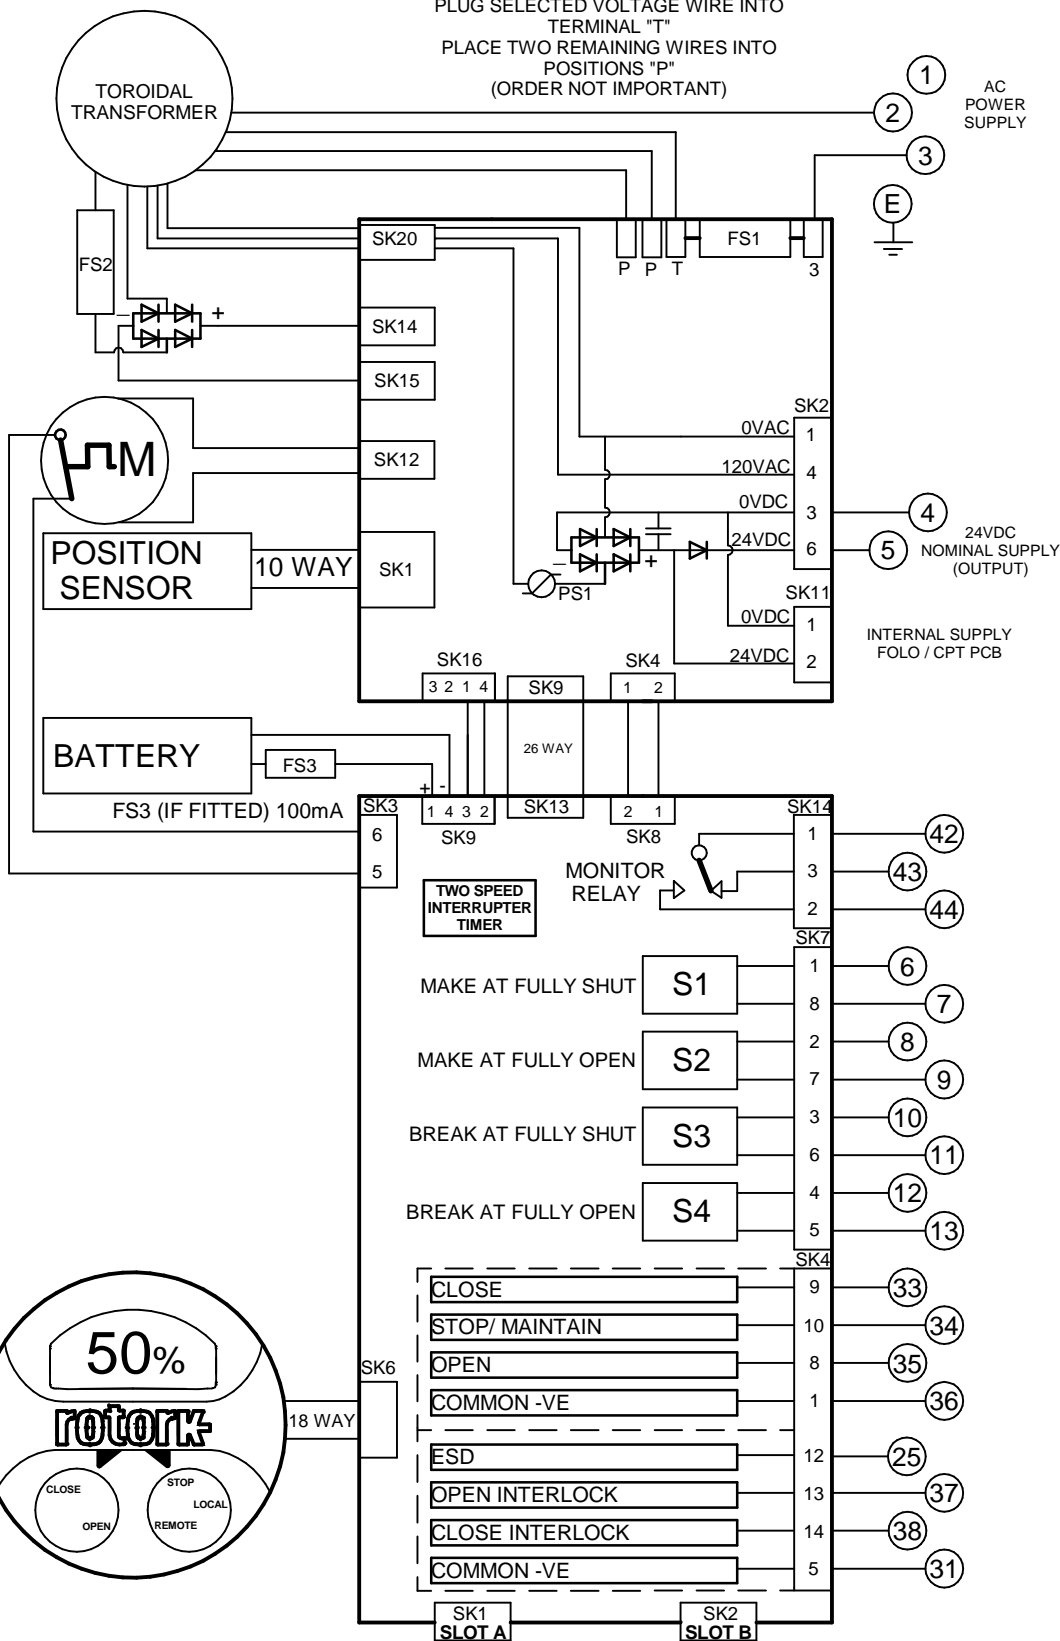 PLUG SELECTED VOLTAGE WIRE INTO
TERMINAL "T"
PLACE TWO REMAINING WIRES INTO
POSITIONS "P"
(ORDER NOT IMPORTANT)
TOROIDAL
TRANSFORMER
1
2
3
AC
POWER
SUPPLY
E
FS2
SK20
P
P
T
FS1
3
–
+
SK14
SK15
SK12
M
POSITION
SENSOR
10 WAY
SK1
SK2
0VAC
1
120VAC
4
0VDC
3
24VDC
6
4
5
24VDC
NOMINAL SUPPLY
(OUTPUT)
–
+
PS1
SK11
0VDC
1
24VDC
2
INTERNAL SUPPLY
FOLO / CPT PCB
SK16
3 2 1 4
SK9
SK4
1 2
26 WAY
BATTERY
FS3
+ -
FS3 (IF FITTED) 100mA
SK3
6
5
1 4 3 2
SK9
SK13
2 1
SK8
SK14
1
3
2
42
43
44
MONITOR
RELAY
TWO SPEED
INTERRUPTER
TIMER
SK7
MAKE AT FULLY SHUT
S1
1
8
6
7
MAKE AT FULLY OPEN
S2
2
7
8
9
BREAK AT FULLY SHUT
S3
3
6
10
11
BREAK AT FULLY OPEN
S4
4
5
12
13
SK4
CLOSE
9
33
STOP/ MAINTAIN
10
34
OPEN
8
35
COMMON -VE
1
36
ESD
12
25
OPEN INTERLOCK
13
37
CLOSE INTERLOCK
14
38
COMMON -VE
5
31
50%
rotork
CLOSE
OPEN
STOP
LOCAL
REMOTE
18 WAY
SK6
SK1
SLOT A
SK2
SLOT B